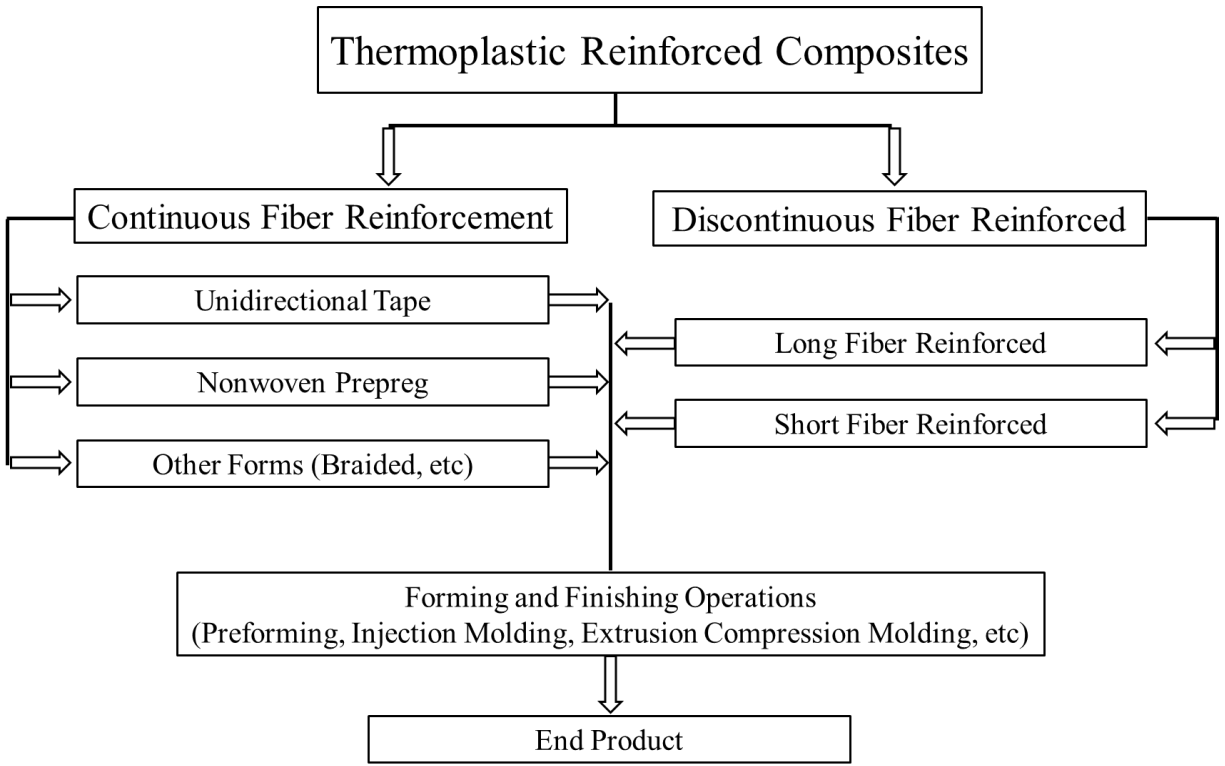 Thermoplastic Reinforced Composites
Continuous Fiber Reinforcement
Unidirectional Tape
Nonwoven Prepreg
Other Forms (Braided, etc)
Discontinuous Fiber Reinforced
Long Fiber Reinforced
Short Fiber Reinforced
Forming and Finishing Operations
(Preforming, Injection Molding, Extrusion Compression Molding, etc)
End Product